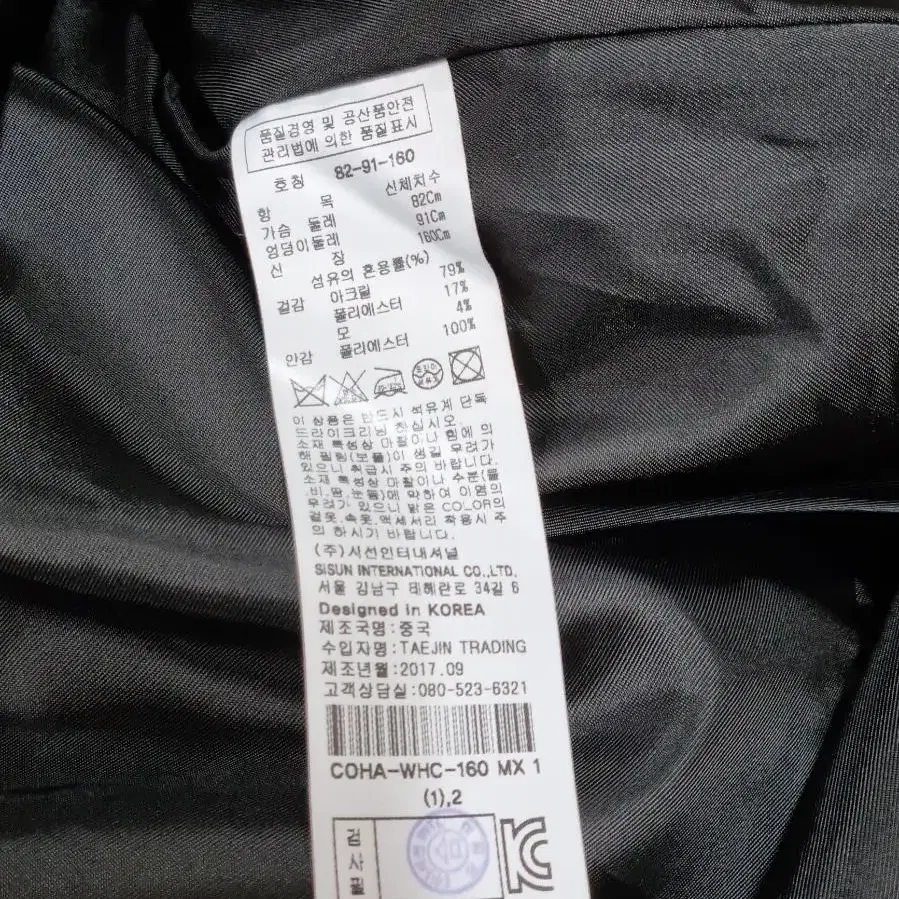 품질경영 및 공산품안전
관리법에 의한 품질표시
호칭 82-91-160
항 목 신체치수
가슴 둘레 82Cm
엉덩이둘레 91Cm
신 장 160Cm
섬유의 혼용률(%)
겉감 아크릴 79%
폴리에스터 17%
모 4%
안감 폴리에스터 100%
이 상품은 반드시 석유계 단독
드라이크리닝 하십시오.
소재 특성상 마찰이나 힘에 의
해 필링(보풀)이 생길 우려가
있으니 취급시 주의 바랍니다.
소재 특성상 마찰이나 수분(물
,비,땀,눈등)에 약하여 이염의
우려가 있으니 밝은 COLOR의
겉옷,속옷,액세서리 착용시 주
의 하시기 바랍니다.
(주)시선인터내셔널
SISUN INTERNATIONAL CO.,LTD.
서울 강남구 테헤란로 34길 6
Designed in KOREA
제조국명:중국
수입자명:TAEJIN TRADING
제조년월:2017.09
고객상담실:080-523-6321
COHA-WHC-160 MX 1
(1),2
검사필